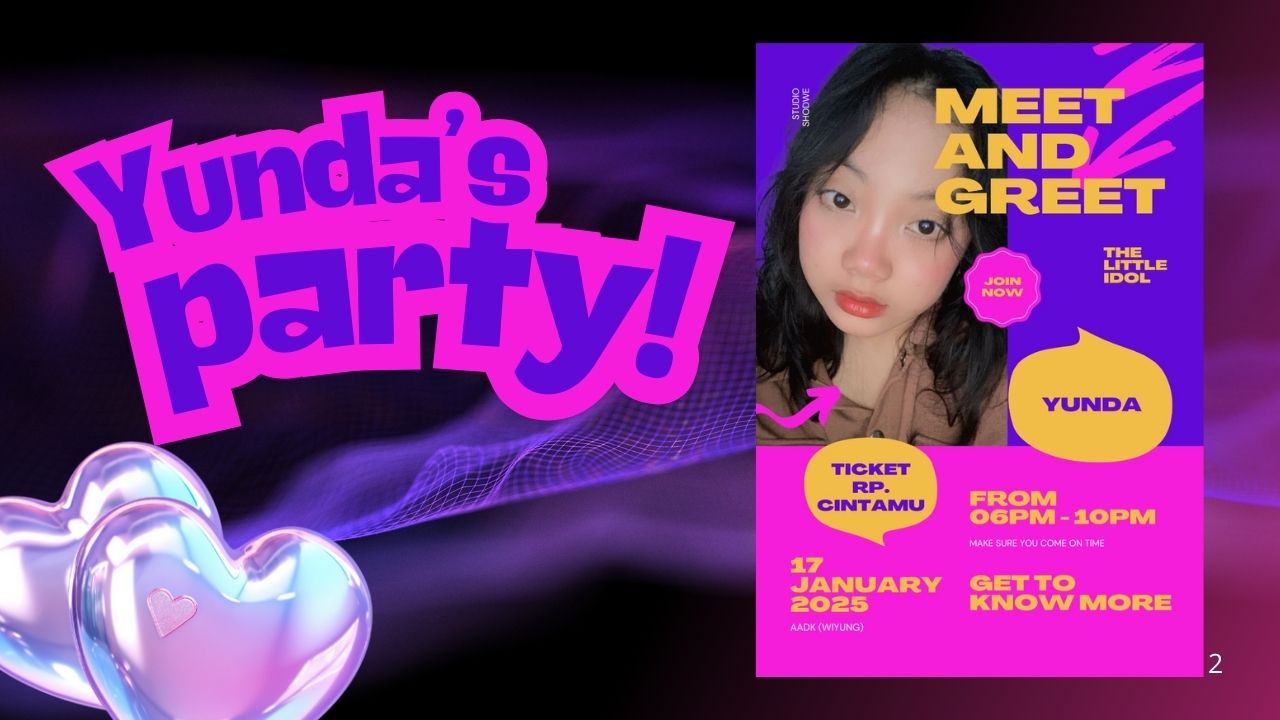 Yunda's
party!
STUDIO
SHODWE
MEET
AND
GREET
THE
LITTLE
IDOL
JOIN
NOW
YUNDA
TICKET
RP.
CINTAMU
FROM
06PM - 10PM
MAKE SURE YOU COME ON TIME
17
JANUARY
2025
AADK (WIYUNG)
GET TO
KNOW MORE
2